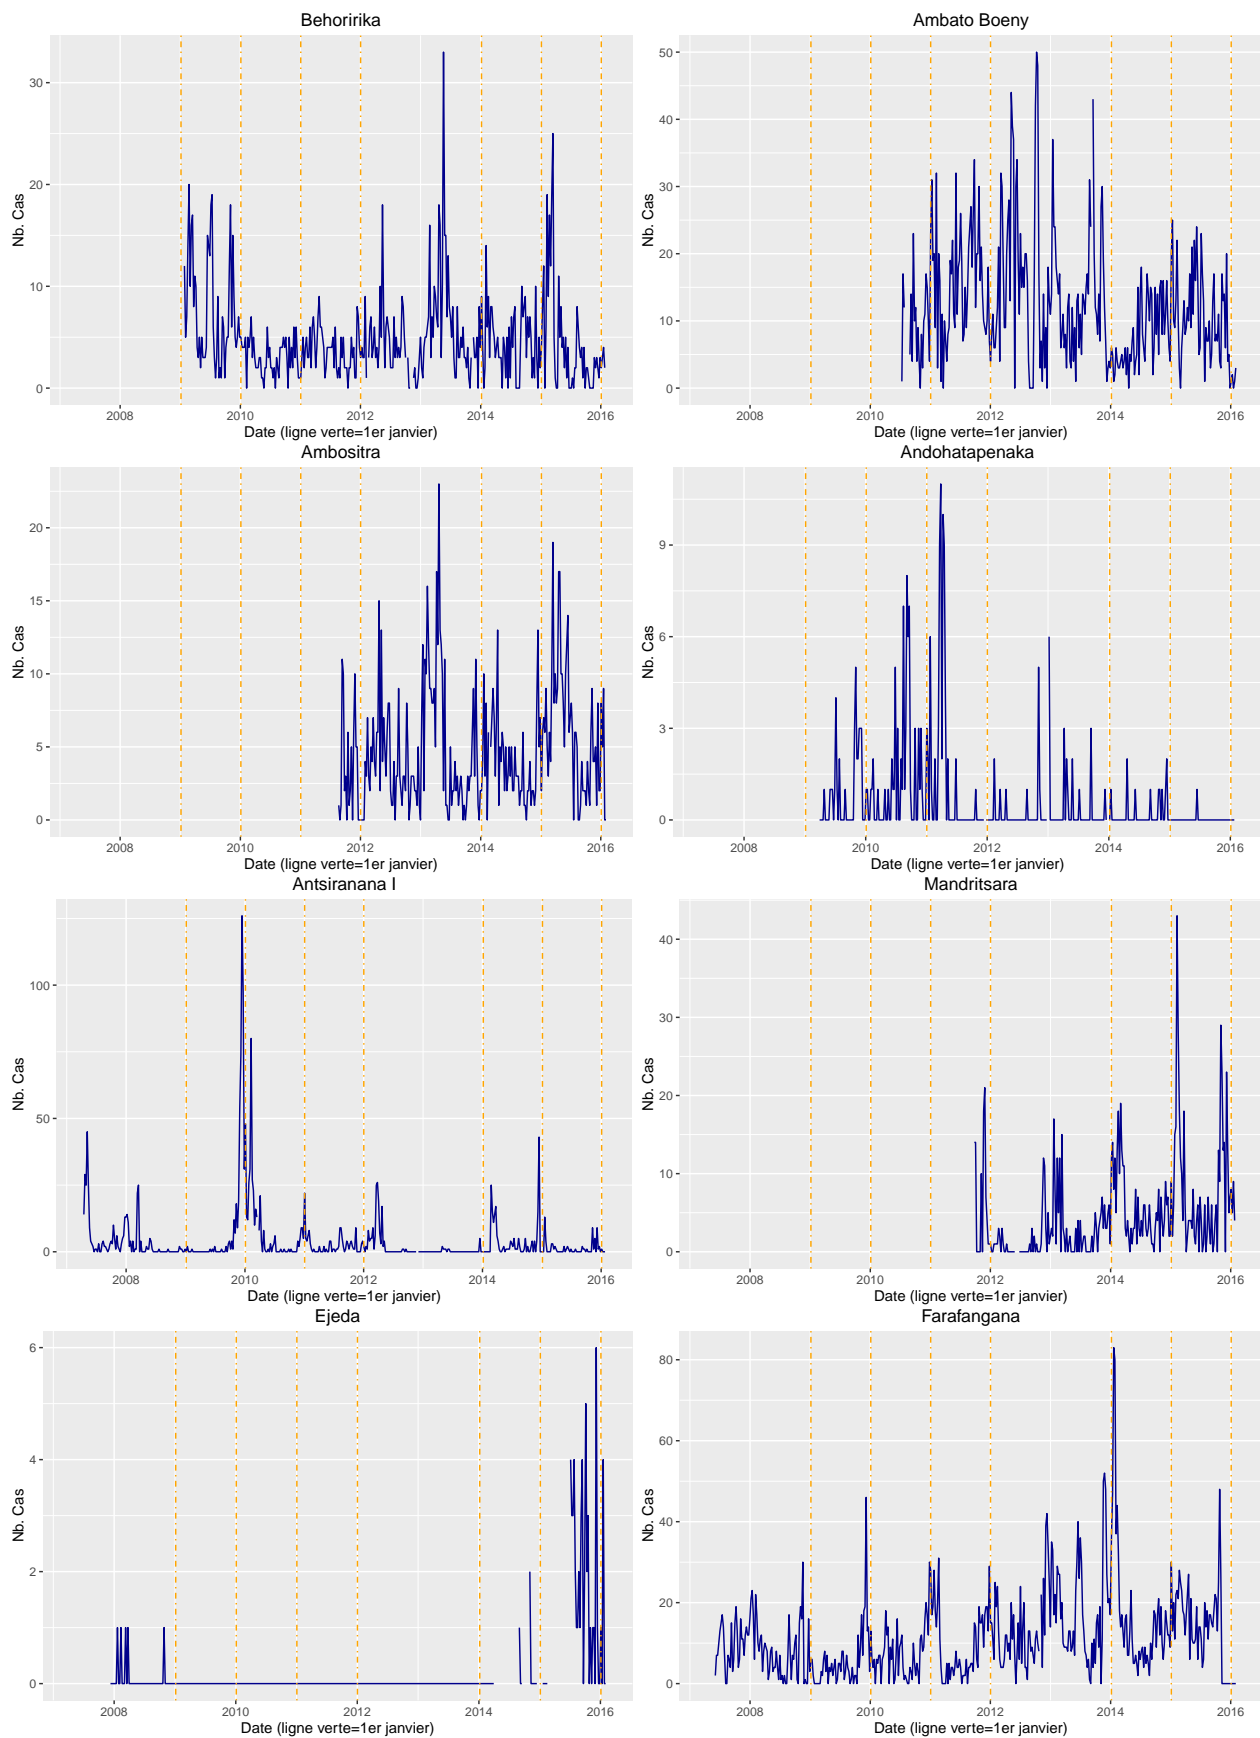 Behoririka
Nb. Cas
30
20
10
0
2008 2010 2012 2014 2016
Date (ligne verte=1er janvier)
Ambato Boeny
Nb. Cas
50
40
30
20
10
0
2008 2010 2012 2014 2016
Date (ligne verte=1er janvier)
Ambositra
Nb. Cas
20
15
10
5
0
2008 2010 2012 2014 2016
Date (ligne verte=1er janvier)
Andohatapenaka
Nb. Cas
9
6
3
0
2008 2010 2012 2014 2016
Date (ligne verte=1er janvier)
Antsiranana I
Nb. Cas
100
50
0
2008 2010 2012 2014 2016
Date (ligne verte=1er janvier)
Mandritsara
Nb. Cas
40
30
20
10
0
2008 2010 2012 2014 2016
Date (ligne verte=1er janvier)
Ejeda
Nb. Cas
6
4
2
0
2008 2010 2012 2014 2016
Date (ligne verte=1er janvier)
Farafangana
Nb. Cas
80
60
40
20
0
2008 2010 2012 2014 2016
Date (ligne verte=1er janvier)